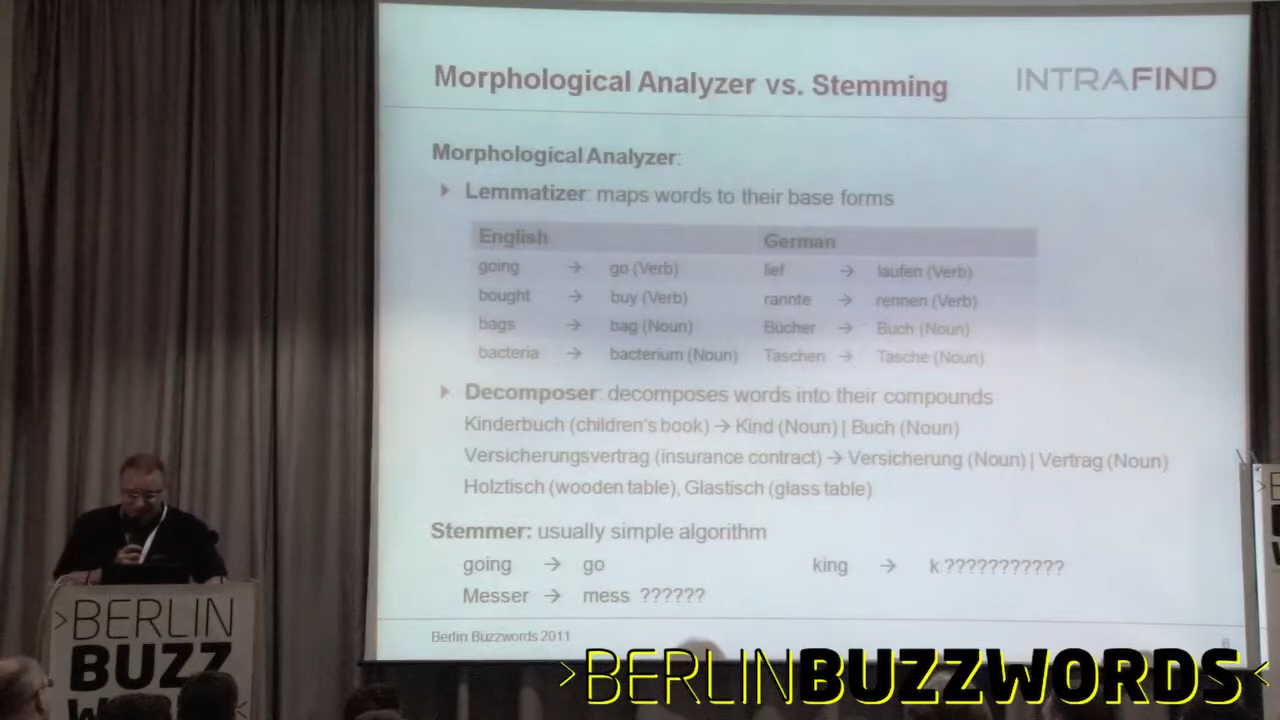 Morphological Analyzer vs. Stemming
INTRAFIND
Morphological Analyzer:
Lemmatizer: maps words to their base forms
English German
going → go (Verb) lief → laufen (Verb)
bought → buy (Verb) rannte → rennen (Verb)
bags → bag (Noun) Bücher → Buch (Noun)
bacteria → bacterium (Noun) Taschen → Tasche (Noun)
Decomposer: decomposes words into their compounds
Kinderbuch (children's book) → Kind (Noun) | Buch (Noun)
Versicherungsvertrag (insurance contract) → Versicherung (Noun) | Vertrag (Noun)
Holztisch (wooden table), Glastisch (glass table)
Stemmer: usually simple algorithm
going → go king → k ???????????
Messer → mess ??????
Berlin Buzzwords 2011
>BERLIN
BUZZ
>BERLINBUZZWORDS<